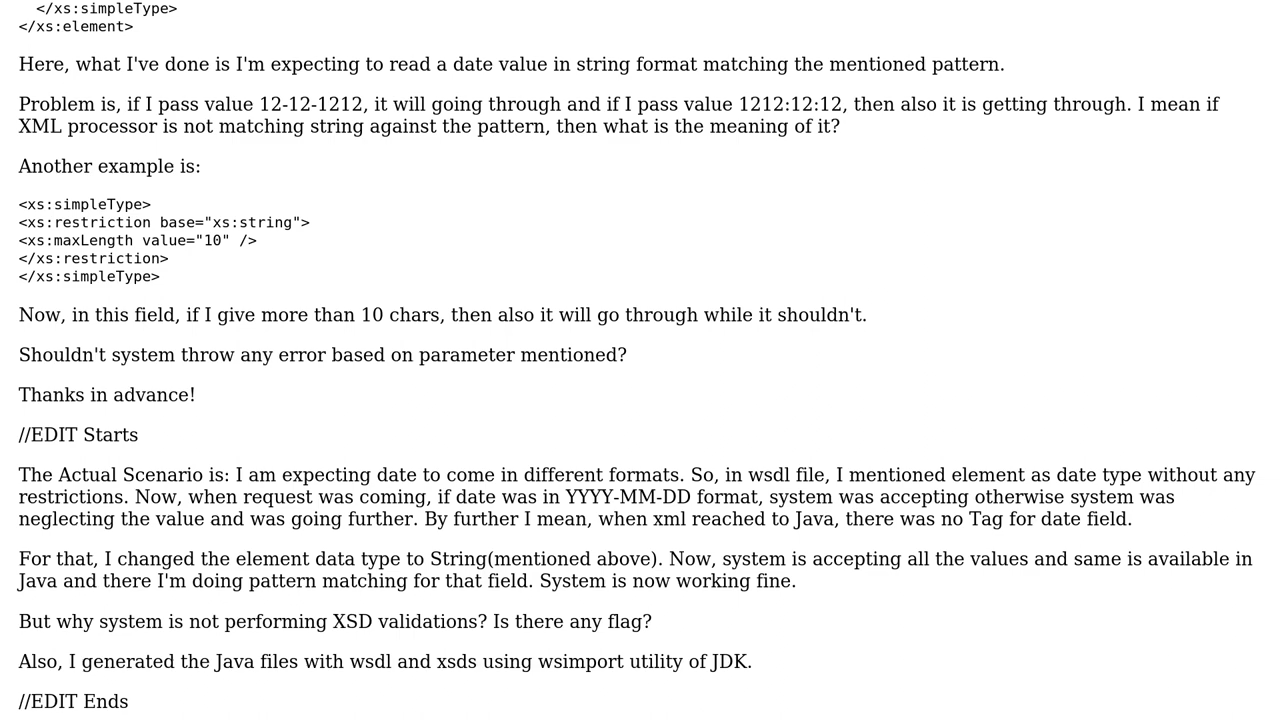 </xs:simpleType>
</xs:element>
Here, what I've done is I'm expecting to read a date value in string format matching the mentioned pattern.
Problem is, if I pass value 12-12-1212, it will going through and if I pass value 1212:12:12, then also it is getting through. I mean if
XML processor is not matching string against the pattern, then what is the meaning of it?
Another example is:
<xs:simpleType>
<xs:restriction base="xs:string">
<xs:maxLength value="10" />
</xs:restriction>
</xs:simpleType>
Now, in this field, if I give more than 10 chars, then also it will go through while it shouldn't.
Shouldn't system throw any error based on parameter mentioned?
Thanks in advance!
//EDIT Starts
The Actual Scenario is: I am expecting date to come in different formats. So, in wsdl file, I mentioned element as date type without any
restrictions. Now, when request was coming, if date was in YYYY-MM-DD format, system was accepting otherwise system was
neglecting the value and was going further. By further I mean, when xml reached to Java, there was no Tag for date field.
For that, I changed the element data type to String(mentioned above). Now, system is accepting all the values and same is available in
Java and there I'm doing pattern matching for that field. System is now working fine.
But why system is not performing XSD validations? Is there any flag?
Also, I generated the Java files with wsdl and xsds using wsimport utility of JDK.
//EDIT Ends